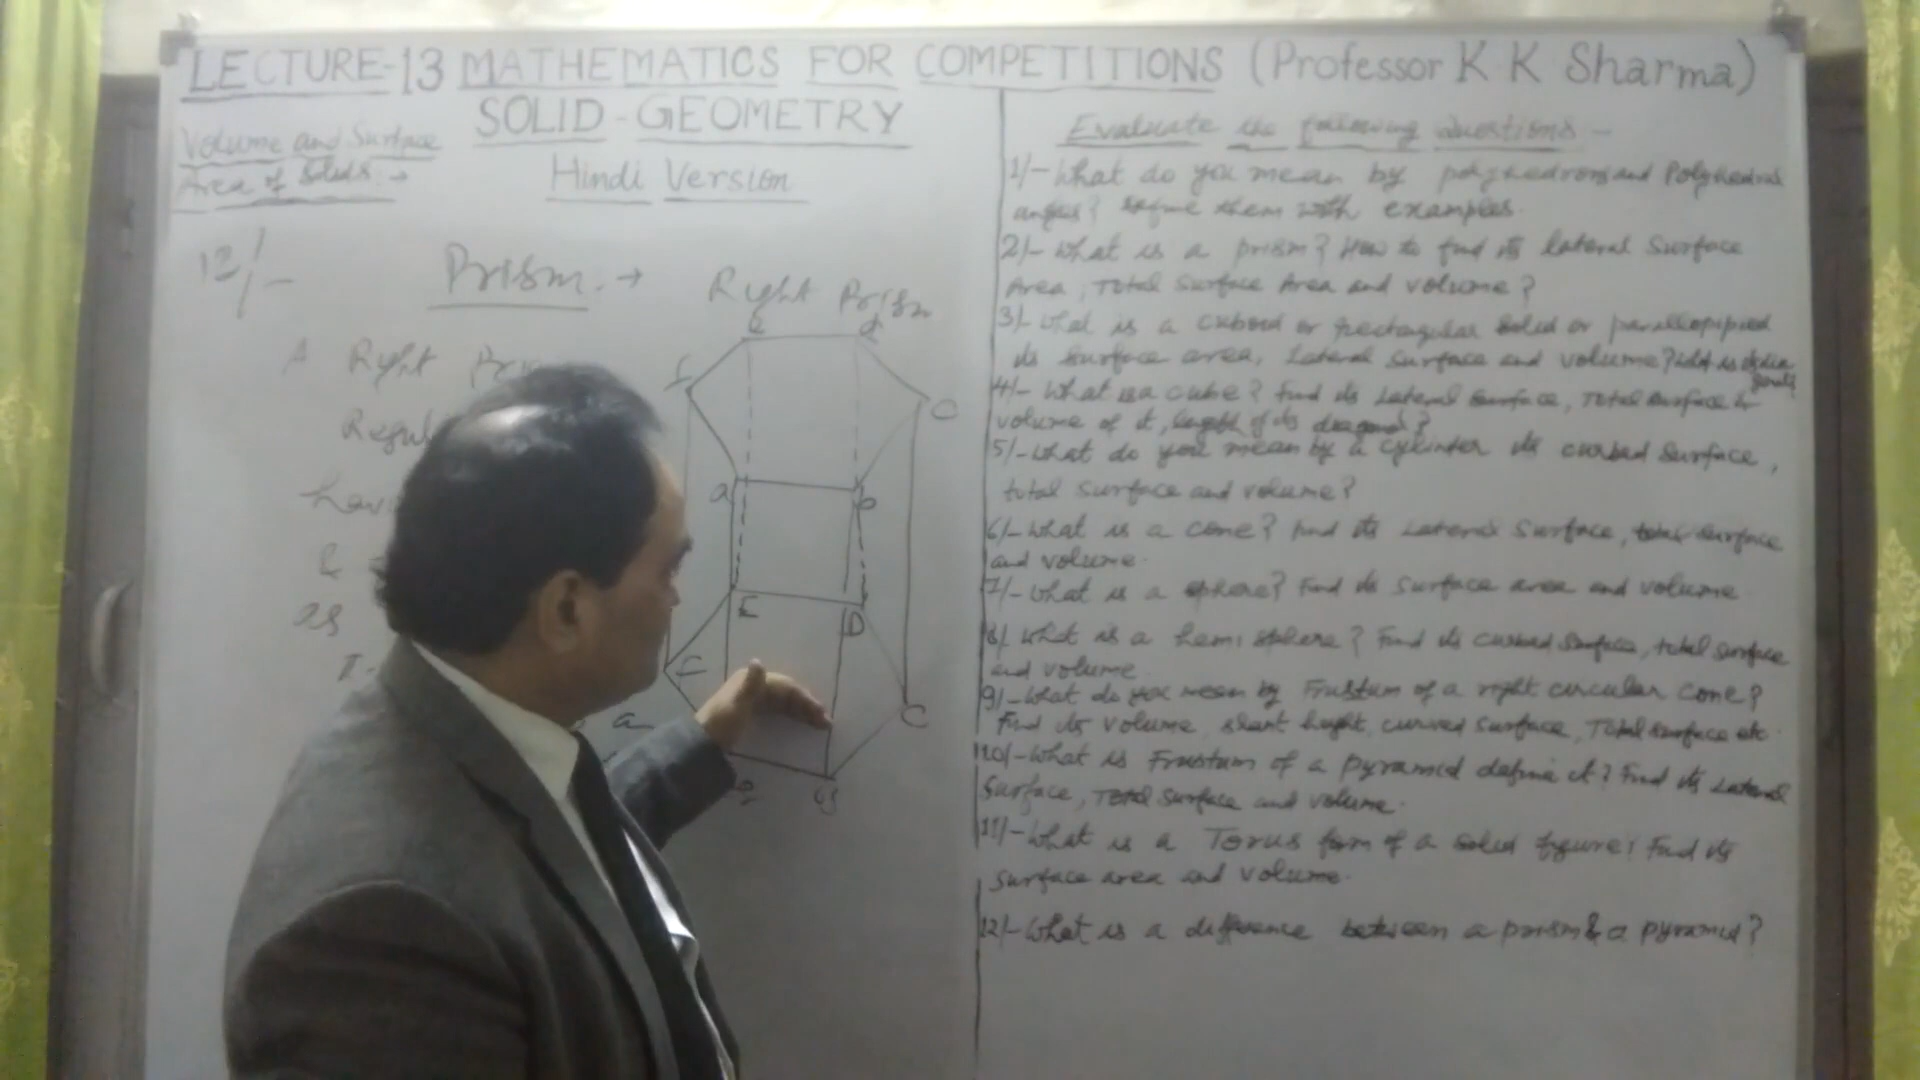 LECTURE-13 MATHEMATICS FOR COMPETITIONS (Professor K K Sharma)
SOLID - GEOMETRY
Volume and Surface
Area of Solids. →
Hindi Version
12/-
Prism. →
Right Prism
A Right
e d
f
c
a b
E
D
C
a
Evaluate the following Questions -
1/- What do you mean by polyhedrons and Polyhedral
angles? Define them with examples.
2/- What is a prism? How to find its lateral Surface
Area, Total Surface Area and volume?
3/- What is a cuboid or rectangular solid or parallopipied
its surface area, Lateral surface and volume? What is
4/- What is a cube? Find its Lateral surface, Total surface &
volume of it, length of its diagonal?
5/- What do you mean by a cylinder its curbed surface,
total surface and volume?
6/- What is a cone? Find its Lateral Surface, total surface
and volume.
7/- What is a sphere? Find its surface area and volume
8/- What is a hemi sphere? Find its curbed surface, total surface
and volume.
9/- What do you mean by Frustum of a right circular cone?
Find its volume, slant height, curved surface, Total surface etc.
10/- What is Frustum of a pyramid define it? Find its Lateral
Surface, Total surface and volume.
11/- What is a Torus form of a solid figure? Find its
surface area and volume.
12/- What is a difference between a prism & a pyramid?